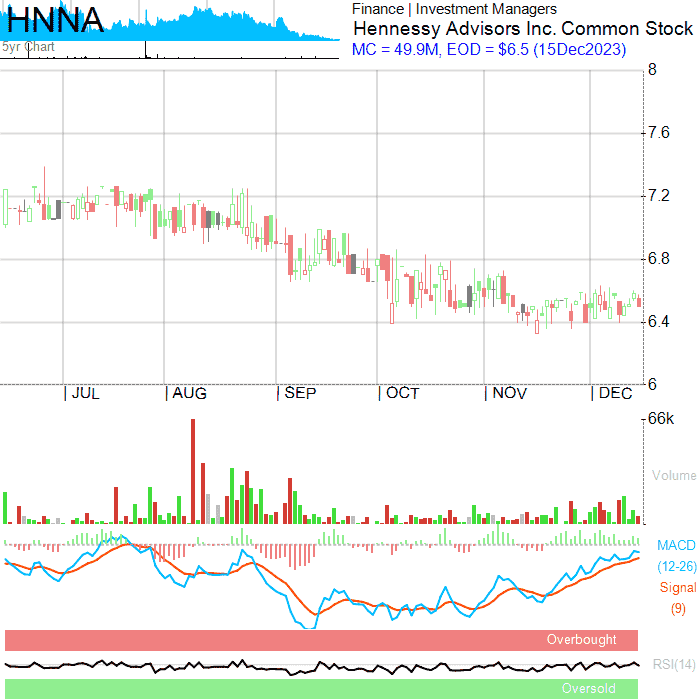 HNNA
5yr Chart
Finance | Investment Managers
Hennessy Advisors Inc. Common Stock
MC = 49.9M, EOD = $6.5 (15Dec2023)
8
7.6
7.2
6.8
6.4
6
| JUL | AUG | SEP | OCT | NOV | DEC
66k
Volume
MACD
(12-26)
Signal
(9)
Overbought
RSI(14)
Oversold